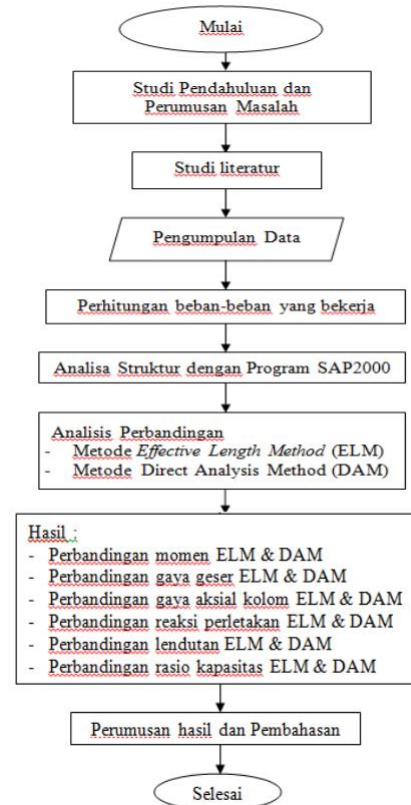 Mulai
Studi Pendahuluan dan
Perumusan Masalah
Studi literatur
Pengumpulan Data
Perhitungan beban-beban yang bekerja
Analisa Struktur dengan Program SAP2000
Analisis Perbandingan
- Metode Effective Length Method (ELM)
- Metode Direct Analysis Method (DAM)
Hasil :
- Perbandingan momen ELM & DAM
- Perbandingan gaya geser ELM & DAM
- Perbandingan gaya aksial kolom ELM & DAM
- Perbandingan reaksi perletakan ELM & DAM
- Perbandingan lendutan ELM & DAM
- Perbandingan rasio kapasitas ELM & DAM
Perumusan hasil dan Pembahasan
Selesai